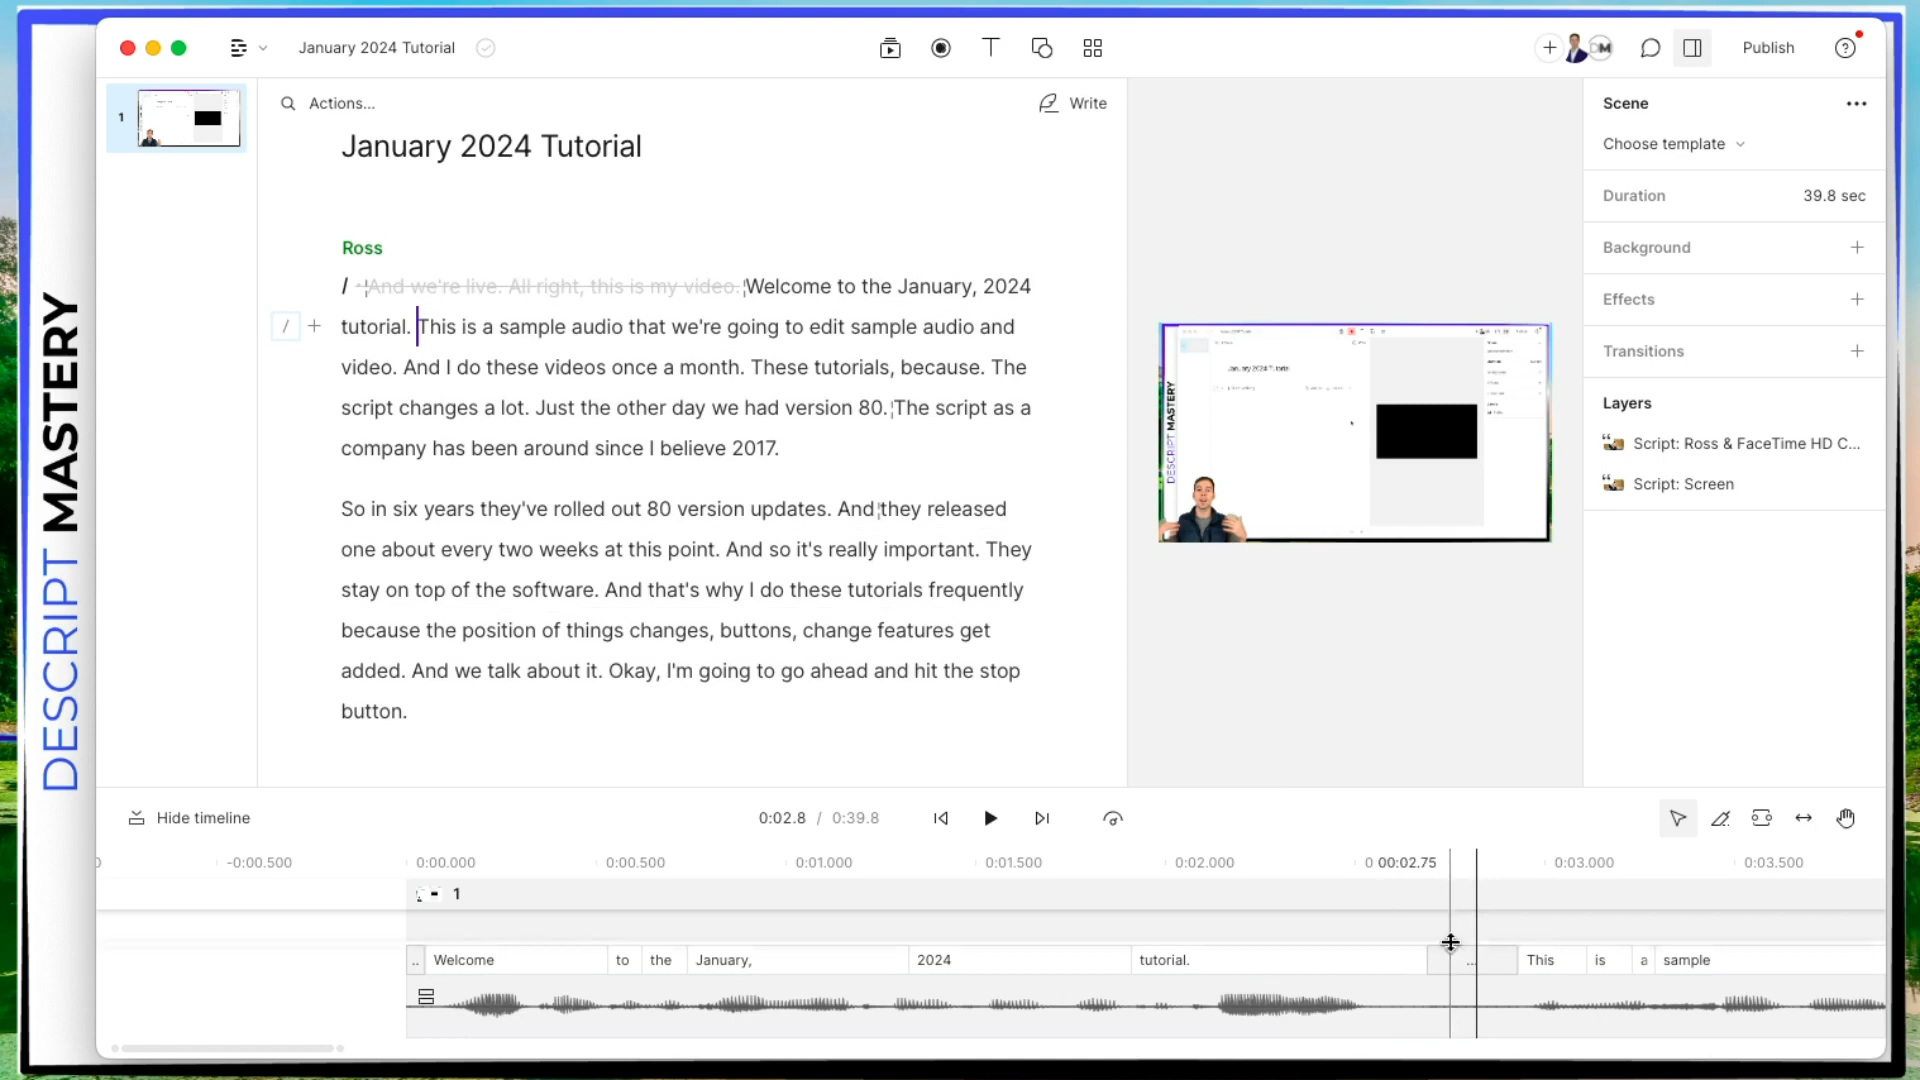 DESCRIPT MASTERY
January 2024 Tutorial
M
Publish
1
Actions...
Write
January 2024 Tutorial
Ross
/ And we're live. All right, this is my video. Welcome to the January, 2024
tutorial. This is a sample audio that we're going to edit sample audio and
video. And I do these videos once a month. These tutorials, because. The
script changes a lot. Just the other day we had version 80. The script as a
company has been around since I believe 2017.
So in six years they've rolled out 80 version updates. And they released
one about every two weeks at this point. And so it's really important. They
stay on top of the software. And that's why I do these tutorials frequently
because the position of things changes, buttons, change features get
added. And we talk about it. Okay, I'm going to go ahead and hit the stop
button.
/
DESCRIPT MASTERY
January 2024 Tutorial
Scene
Choose template
Duration 39.8 sec
Background
Effects
Transitions
Layers
Script: Ross & FaceTime HD C...
Script: Screen
Hide timeline
0:02.8 / 0:39.8
-0:00.500 0:00.000 0:00.500 0:01.000 0:01.500 0:02.000 0 00:02.75 0:03.000 0:03.500
1
.. Welcome to the January, 2024 tutorial. ... This is a sample